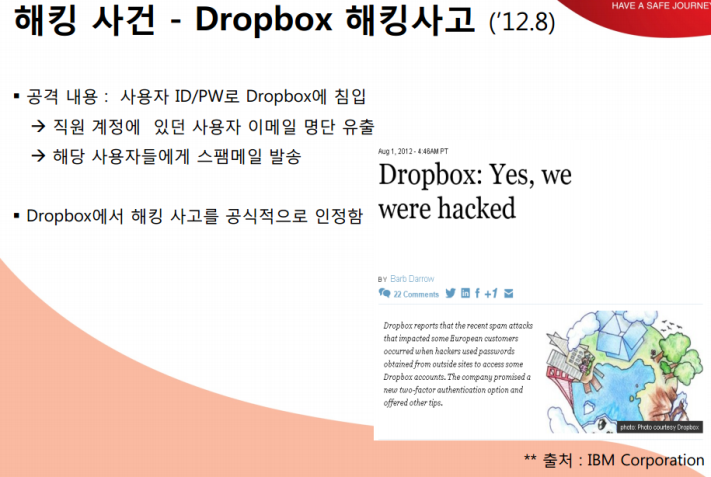 HAVE A SAFE JOURNEY
해킹 사건 - Dropbox 해킹사고 ('12.8)
▪ 공격 내용 : 사용자 ID/PW로 Dropbox에 침입
→ 직원 계정에 있던 사용자 이메일 명단 유출
→ 해당 사용자들에게 스팸메일 발송
▪ Dropbox에서 해킹 사고를 공식적으로 인정함
Aug 1, 2012 - 4:46AM PT
Dropbox: Yes, we
were hacked
BY Barb Darrow
22 Comments
+1
Dropbox reports that the recent spam attacks
that impacted some European customers
occurred when hackers used passwords
obtained from outside sites to access some
Dropbox accounts. The company promised a
new two-factor authentication option and
offered other tips.
photo: Photo courtesy Dropbox
** 출처 : IBM Corporation